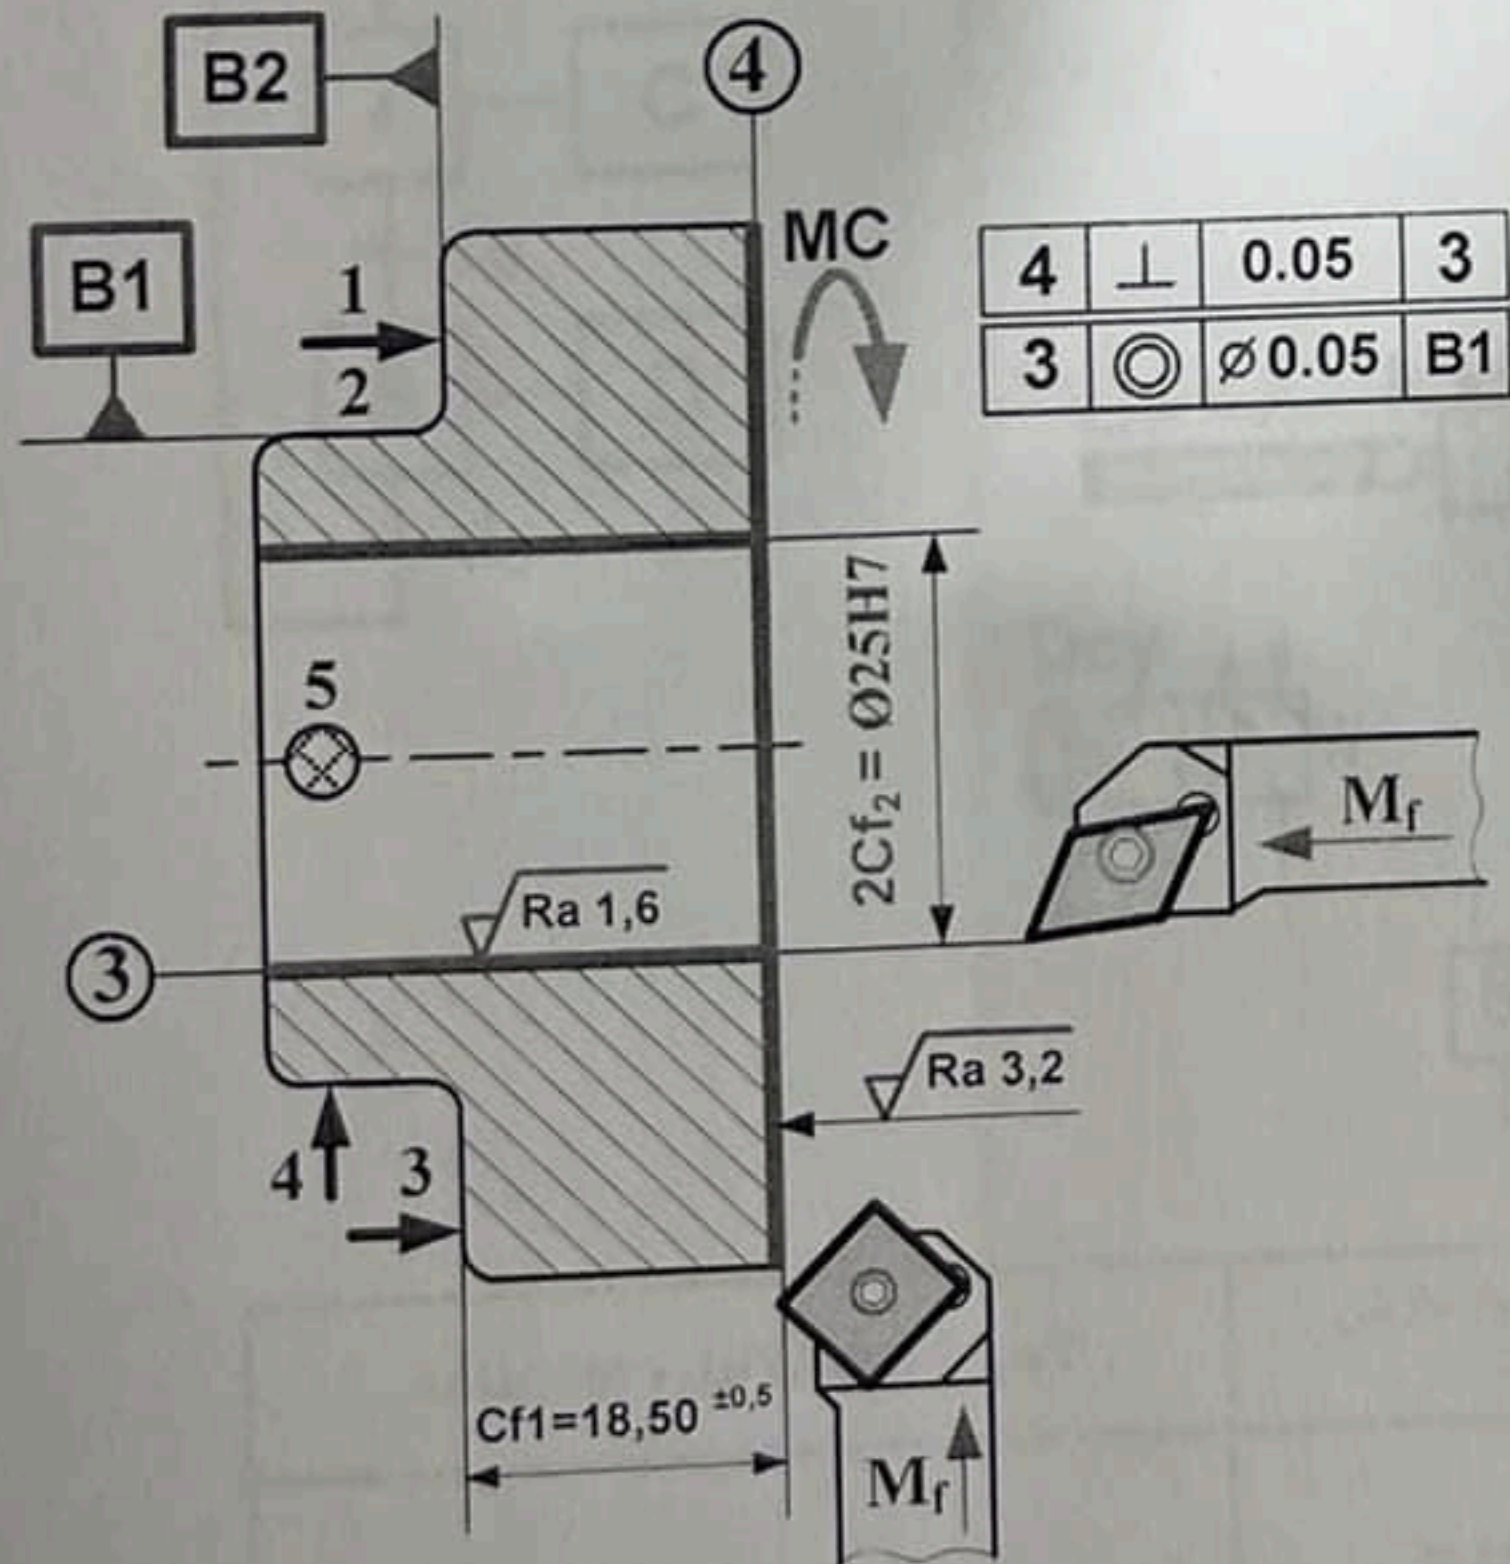 B2
4
B1
1
2
MC
4 ⊥ 0.05 3
3 ◎ Ø0.05 B1
5
2Cf₂ = Ø25H7
Mf
Ra 1,6
3
Ra 3,2
4
3
Cf1=18,50 ±0,5
Mf